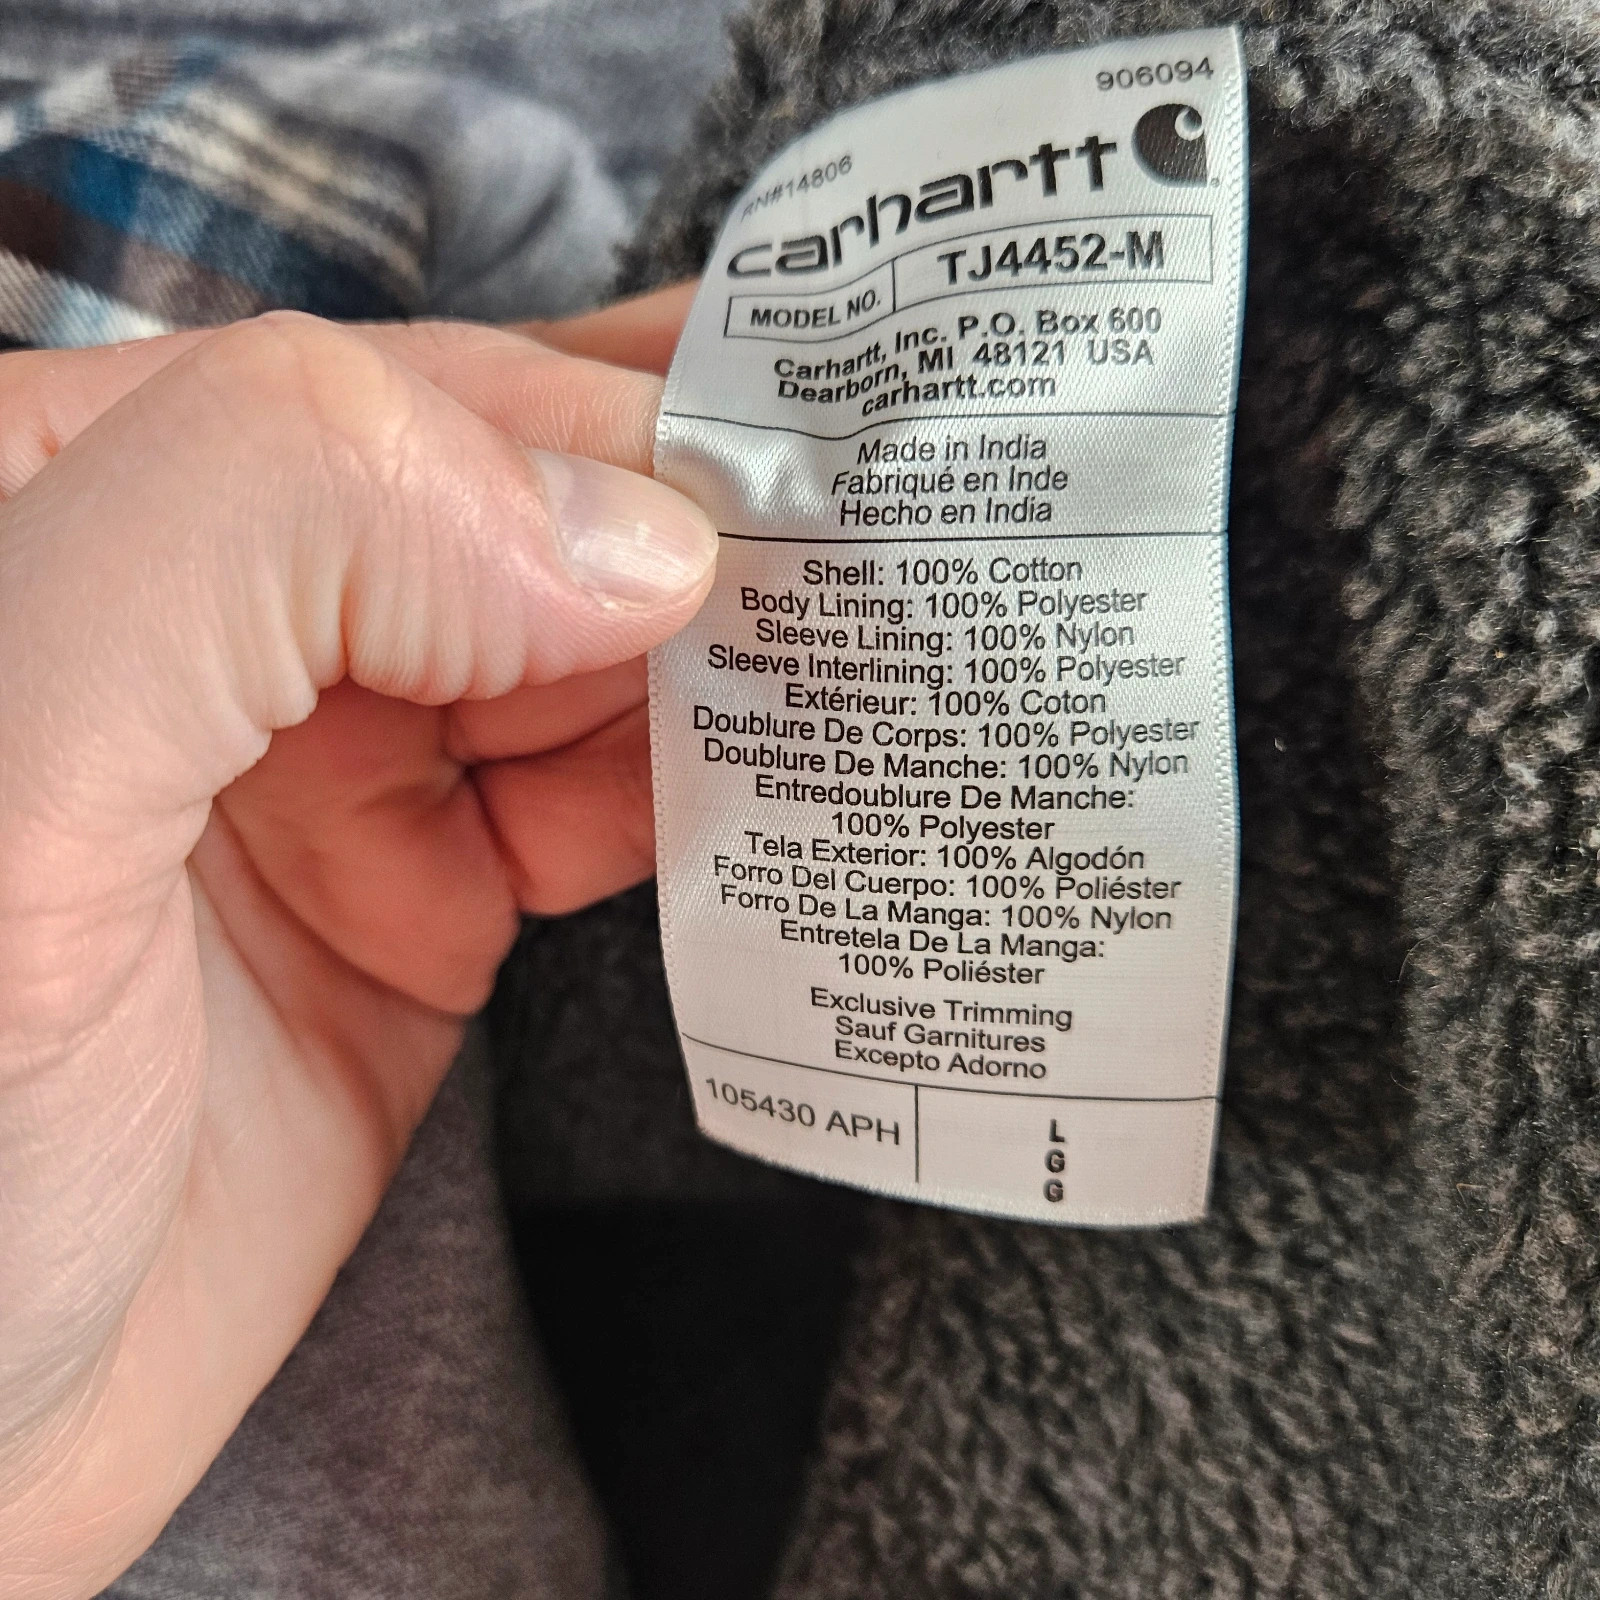 906094
RN#14806
carhartt
MODEL NO. TJ4452-M
Carhartt, Inc. P.O. Box 600
Dearborn, MI 48121 USA
carhartt.com
Made in India
Fabriqué en Inde
Hecho en India
Shell: 100% Cotton
Body Lining: 100% Polyester
Sleeve Lining: 100% Nylon
Sleeve Interlining: 100% Polyester
Extérieur: 100% Coton
Doublure De Corps: 100% Polyester
Doublure De Manche: 100% Nylon
Entredoublure De Manche:
100% Polyester
Tela Exterior: 100% Algodón
Forro Del Cuerpo: 100% Poliéster
Forro De La Manga: 100% Nylon
Entretela De La Manga:
100% Poliéster
Exclusive Trimming
Sauf Garnitures
Excepto Adorno
105430 APH
L
G
G